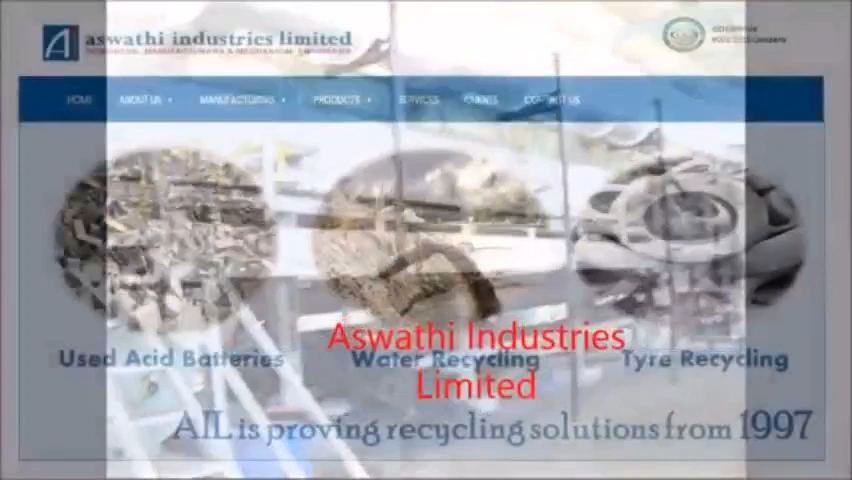 aswathi industries limited
HOME ABOUT US MANUFACTURING PRODUCTS SERVICES CLIENTS CONTACT US
Used Acid Batteries Water Recycling Tyre Recycling
Aswathi Industries
Limited
AIL is proving recycling solutions from 1997